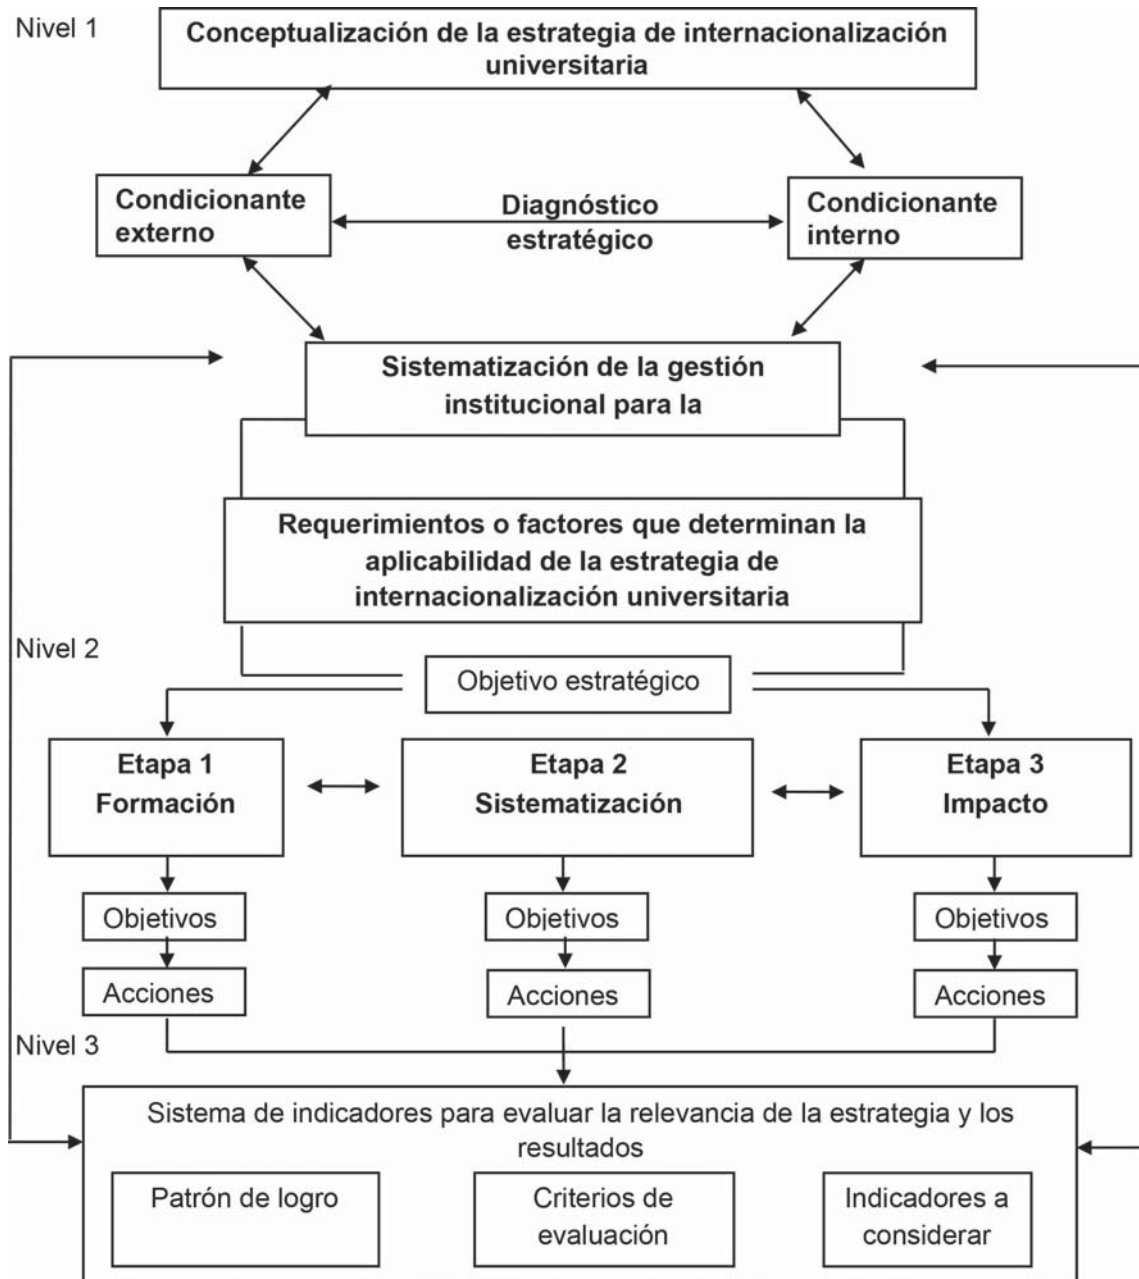 Nivel 1
Conceptualización de la estrategia de internacionalización
universitaria
Condicionante
externo
Diagnóstico
estratégico
Condicionante
interno
Sistematización de la gestión
institucional para la
Requerimientos o factores que determinan la
aplicabilidad de la estrategia de
internacionalización universitaria
Nivel 2
Objetivo estratégico
Etapa 1
Formación
Etapa 2
Sistematización
Etapa 3
Impacto
Objetivos
Objetivos
Objetivos
Acciones
Acciones
Acciones
Nivel 3
Sistema de indicadores para evaluar la relevancia de la estrategia y los
resultados
Patrón de logro
Criterios de
evaluación
Indicadores a
considerar